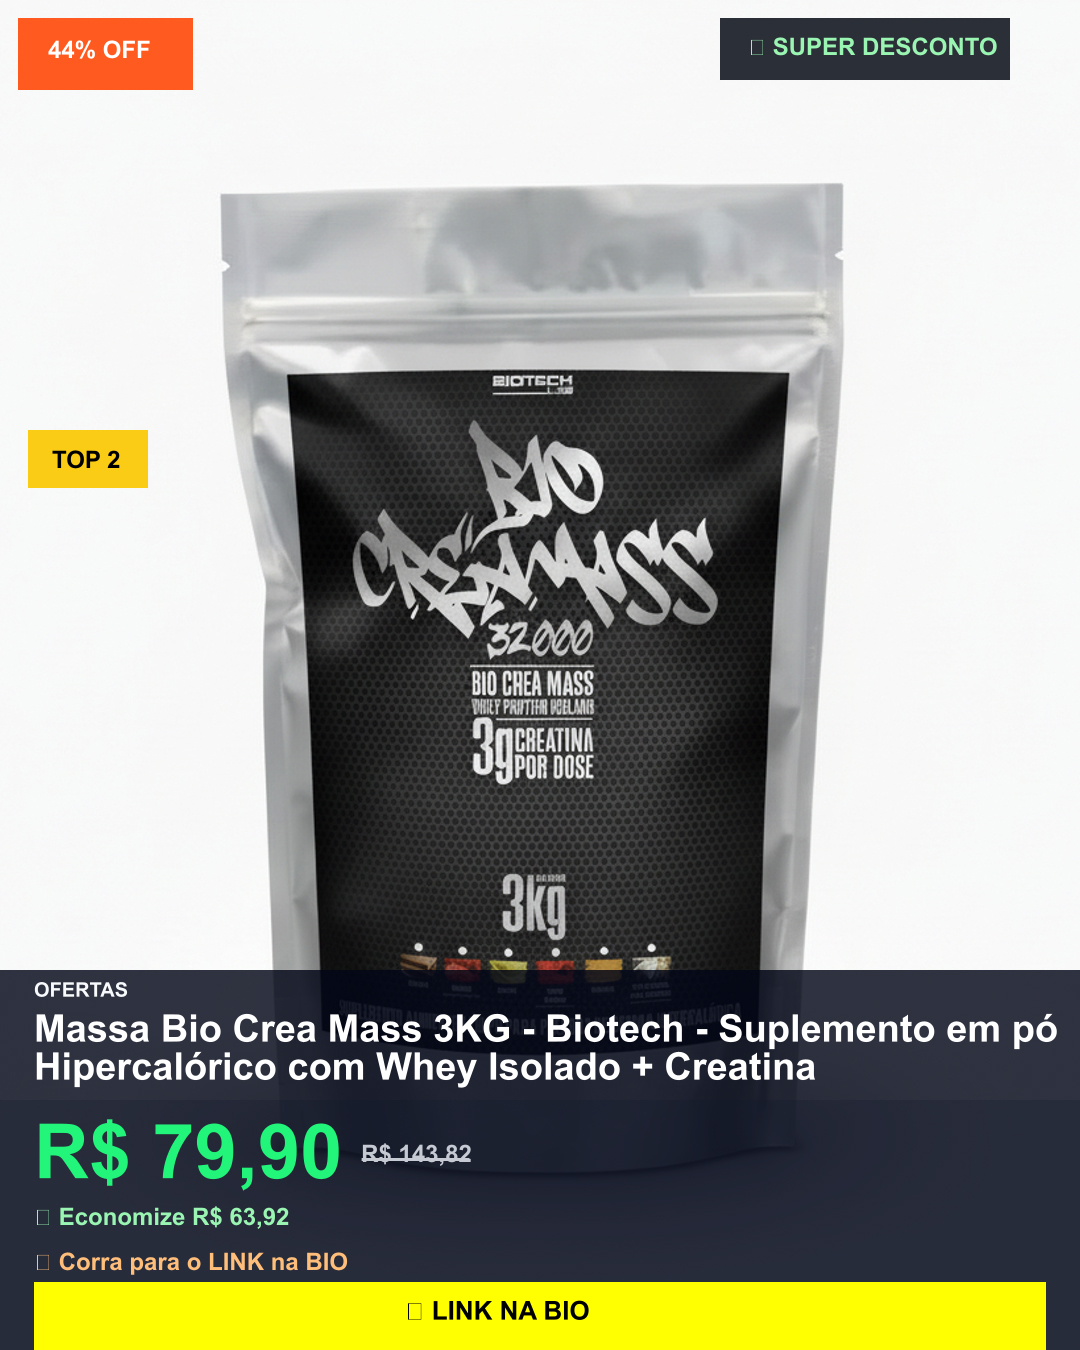 44% OFF
SUPER DESCONTO
BIOTECH
BIO
CREAMASS
32000
BIO CREA MASS
3g CREATINA
POR DOSE
TOP 2
3kg
OFERTAS
Massa Bio Crea Mass 3KG - Biotech - Suplemento em pó
Hipercalórico com Whey Isolado + Creatina
R$ 79,90 R$ 143,82
Economize R$ 63,92
Corra para o LINK na BIO
LINK NA BIO